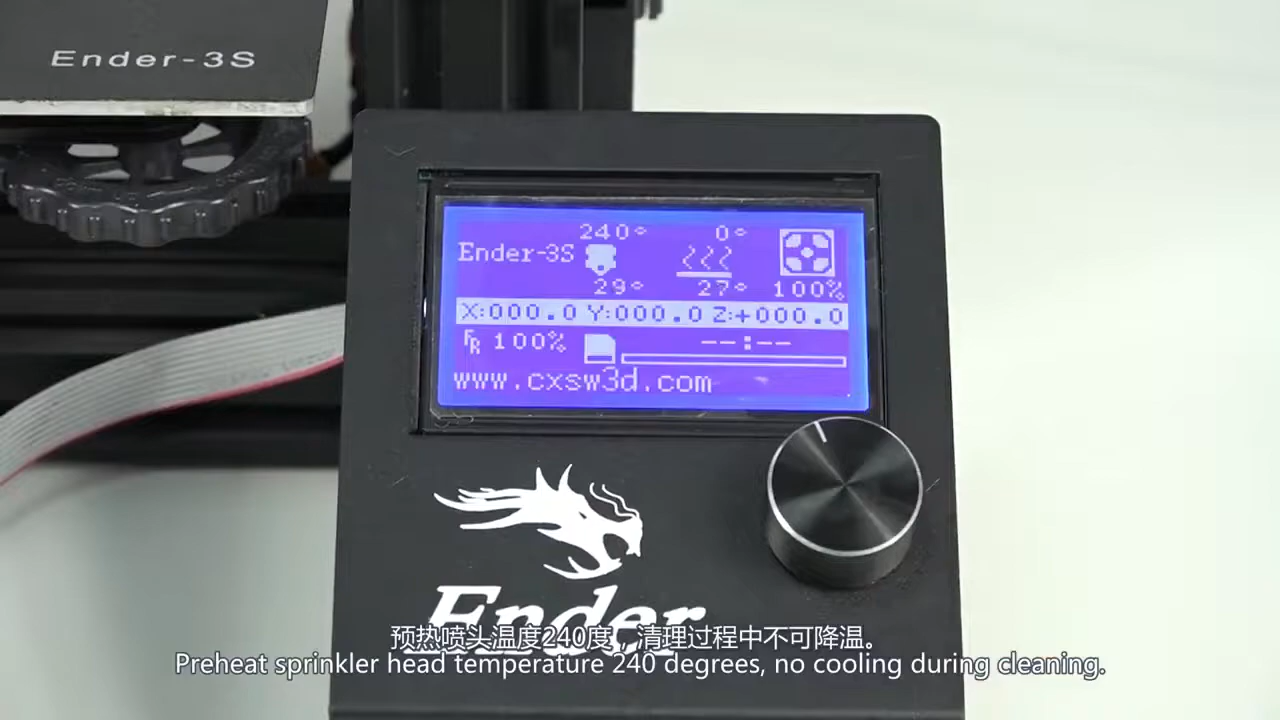 Ender-3S
240° 0°
Ender-3S
29° 27° 100%
X:000.0 Y:000.0 Z:+000.0
FR 100% --:--
www.cxsw3d.com
Ender
预热喷头温度240度，清理过程中不可降温。
Preheat sprinkler head temperature 240 degrees, no cooling during cleaning.